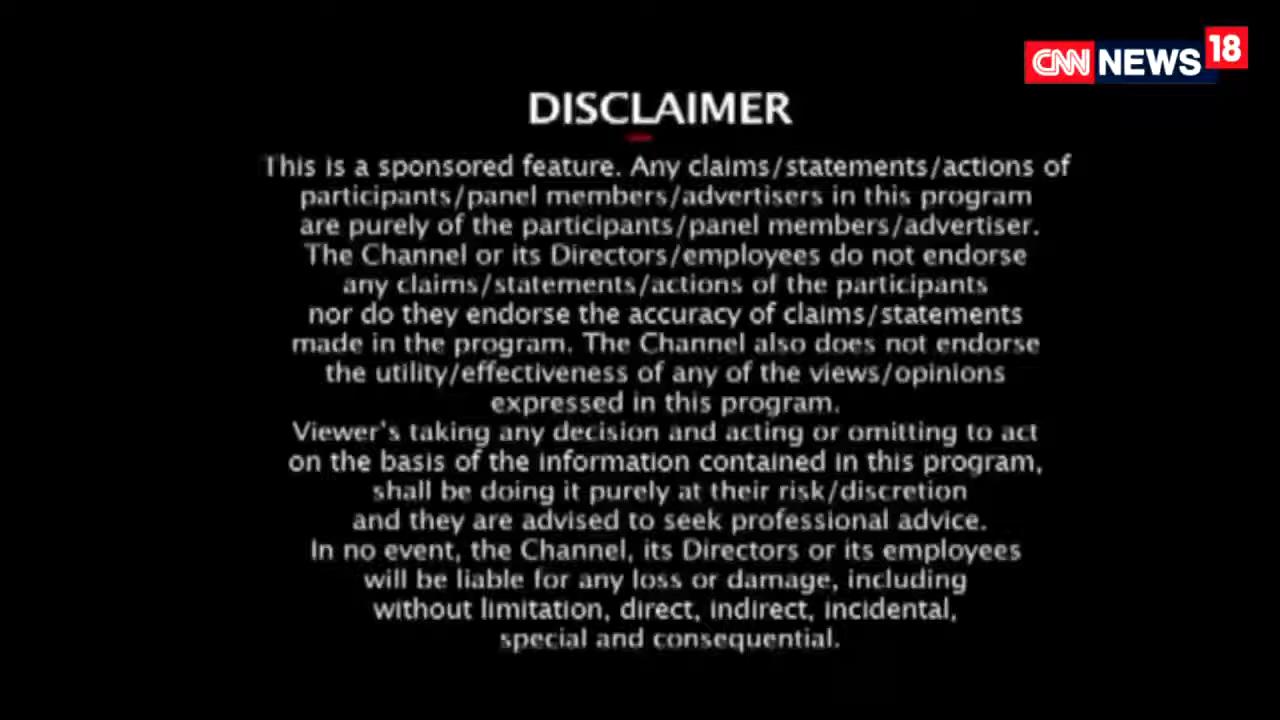 CNN NEWS 18
DISCLAIMER
This is a sponsored feature. Any claims/statements/actions of
participants/panel members/advertisers in this program
are purely of the participants/panel members/advertiser.
The Channel or its Directors/employees do not endorse
any claims/statements/actions of the participants
nor do they endorse the accuracy of claims/statements
made in the program. The Channel also does not endorse
the utility/effectiveness of any of the views/opinions
expressed in this program.
Viewer's taking any decision and acting or omitting to act
on the basis of the information contained in this program,
shall be doing it purely at their risk/discretion
and they are advised to seek professional advice.
In no event, the Channel, its Directors or its employees
will be liable for any loss or damage, including
without limitation, direct, indirect, incidental,
special and consequential.